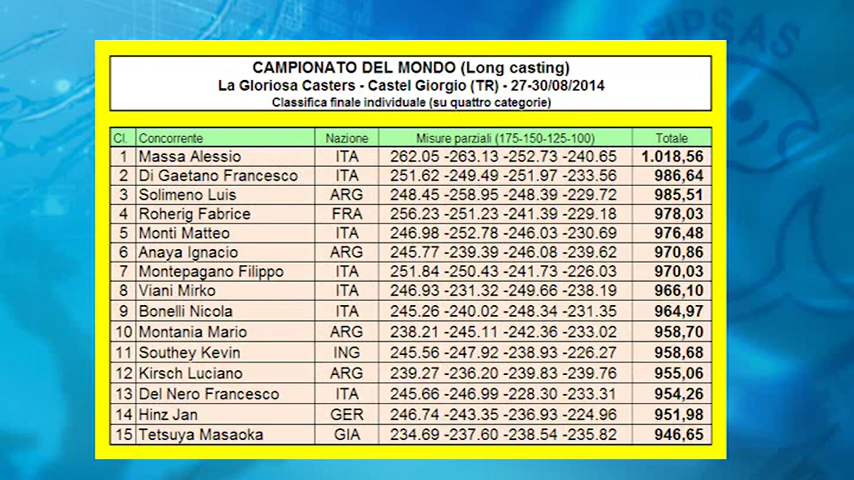 FIPSAS
CAMPIONATO DEL MONDO (Long casting)
La Gloriosa Casters - Castel Giorgio (TR) - 27-30/08/2014
Classifica finale individuale (su quattro categorie)
Cl. Concorrente Nazione Misure parziali (175-150-125-100) Totale
1 Massa Alessio ITA 262.05 -263.13 -252.73 -240.65 1.018,56
2 Di Gaetano Francesco ITA 251.62 -249.49 -251.97 -233.56 986,64
3 Solimeno Luis ARG 248.45 -258.95 -248.39 -229.72 985,51
4 Roherig Fabrice FRA 256.23 -251.23 -241.39 -229.18 978,03
5 Monti Matteo ITA 246.98 -252.78 -246.03 -230.69 976,48
6 Anaya Ignacio ARG 245.77 -239.39 -246.08 -239.62 970,86
7 Montepagano Filippo ITA 251.84 -250.43 -241.73 -226.03 970,03
8 Viani Mirko ITA 246.93 -231.32 -249.66 -238.19 966,10
9 Bonelli Nicola ITA 245.26 -240.02 -248.34 -231.35 964,97
10 Montania Mario ARG 238.21 -245.11 -242.36 -233.02 958,70
11 Southey Kevin ING 245.56 -247.92 -238.93 -226.27 958,68
12 Kirsch Luciano ARG 239.27 -236.20 -239.83 -239.76 955,06
13 Del Nero Francesco ITA 245.66 -246.99 -228.30 -233.31 954,26
14 Hinz Jan GER 246.74 -243.35 -236.93 -224.96 951,98
15 Tetsuya Masaoka GIA 234.69 -237.60 -238.54 -235.82 946,65